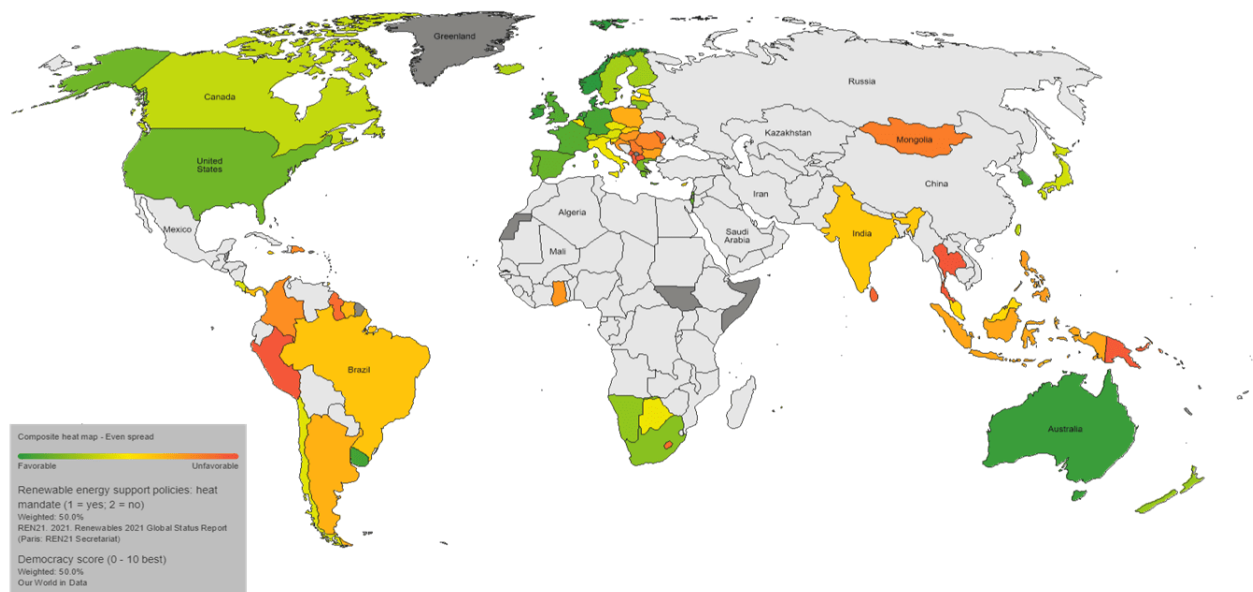 Greenland
Canada
Russia
United
States
Kazakhstan
Mongolia
China
Iran
Algeria
Mexico
Saudi
Arabia
India
Mali
Brazil
Australia
Composite heat map - Even spread
Favorable Unfavorable
Renewable energy support policies: heat
mandate (1 = yes; 2 = no)
Weighted: 50.0%
REN21. 2021. Renewables 2021 Global Status Report
(Paris: REN21 Secretariat)
Democracy score (0 - 10 best)
Weighted: 50.0%
Our World in Data